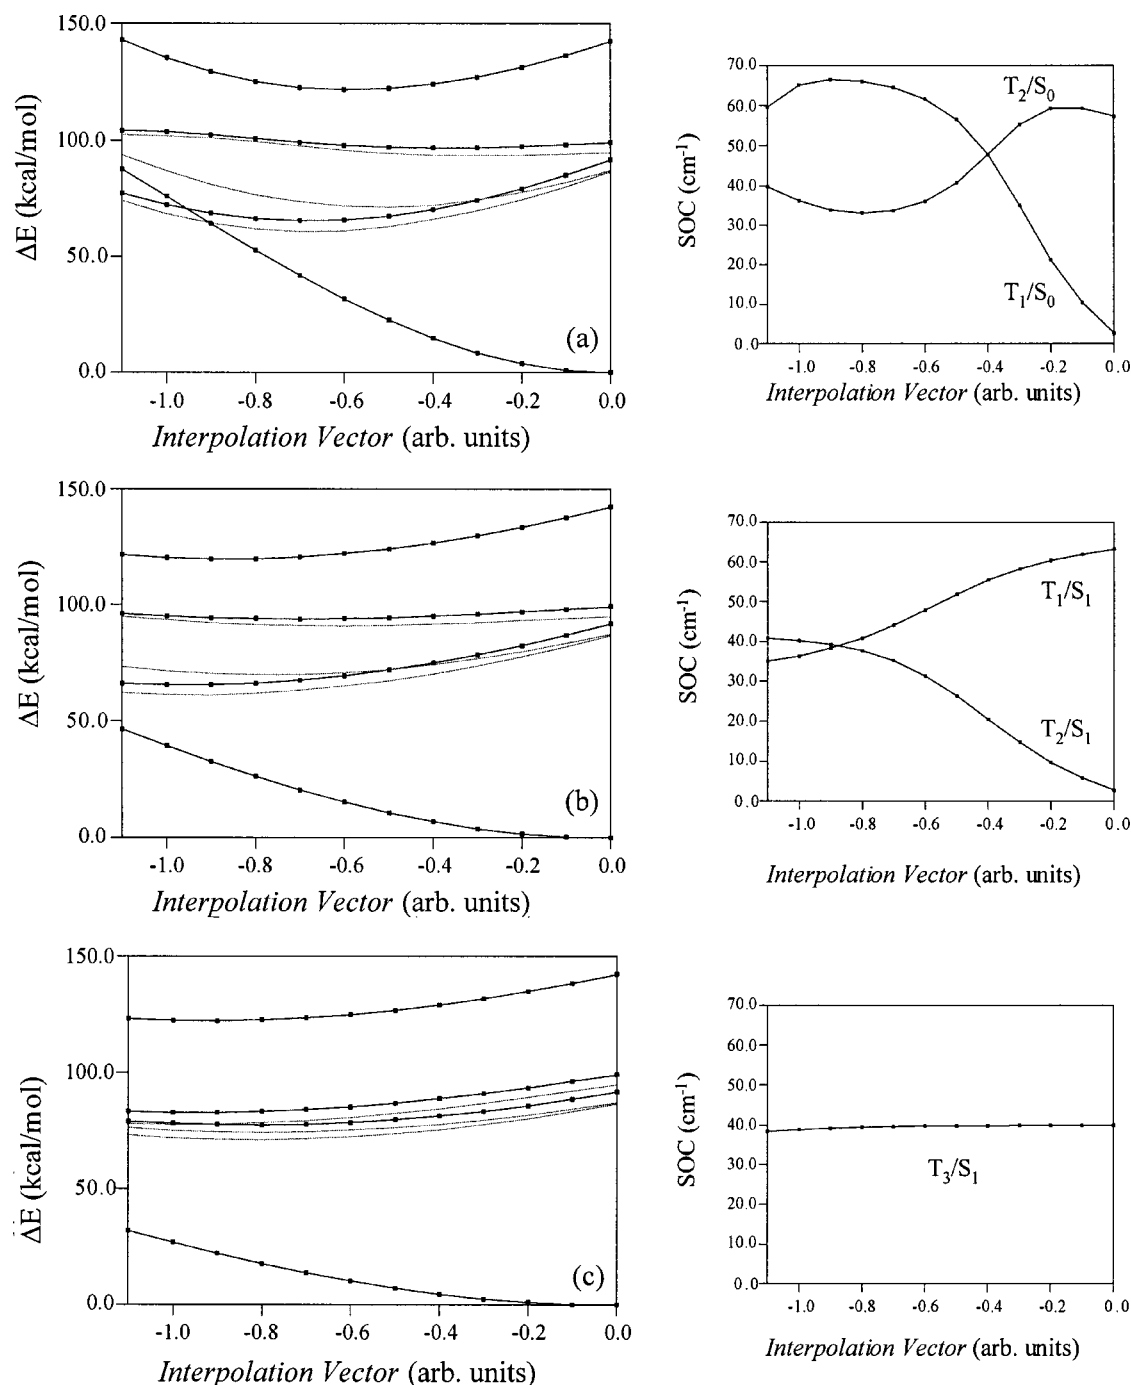 150.0
100.0
50.0
0.0
ΔE (kcal/mol)
(a)
-1.0 -0.8 -0.6 -0.4 -0.2 0.0
Interpolation Vector (arb. units)
70.0
60.0
50.0
40.0
30.0
20.0
10.0
0.0
SOC (cm⁻¹)
T₂/S₀
T₁/S₀
-1.0 -0.8 -0.6 -0.4 -0.2 0.0
Interpolation Vector (arb. units)
150.0
100.0
50.0
0.0
ΔE (kcal/mol)
(b)
-1.0 -0.8 -0.6 -0.4 -0.2 0.0
Interpolation Vector (arb. units)
70.0
60.0
50.0
40.0
30.0
20.0
10.0
0.0
SOC (cm⁻¹)
T₁/S₁
T₂/S₁
-1.0 -0.8 -0.6 -0.4 -0.2 0.0
Interpolation Vector (arb. units)
150.0
100.0
50.0
0.0
ΔE (kcal/mol)
(c)
-1.0 -0.8 -0.6 -0.4 -0.2 0.0
Interpolation Vector (arb. units)
70.0
60.0
50.0
40.0
30.0
20.0
10.0
0.0
SOC (cm⁻¹)
T₃/S₁
-1.0 -0.8 -0.6 -0.4 -0.2 0.0
Interpolation Vector (arb. units)